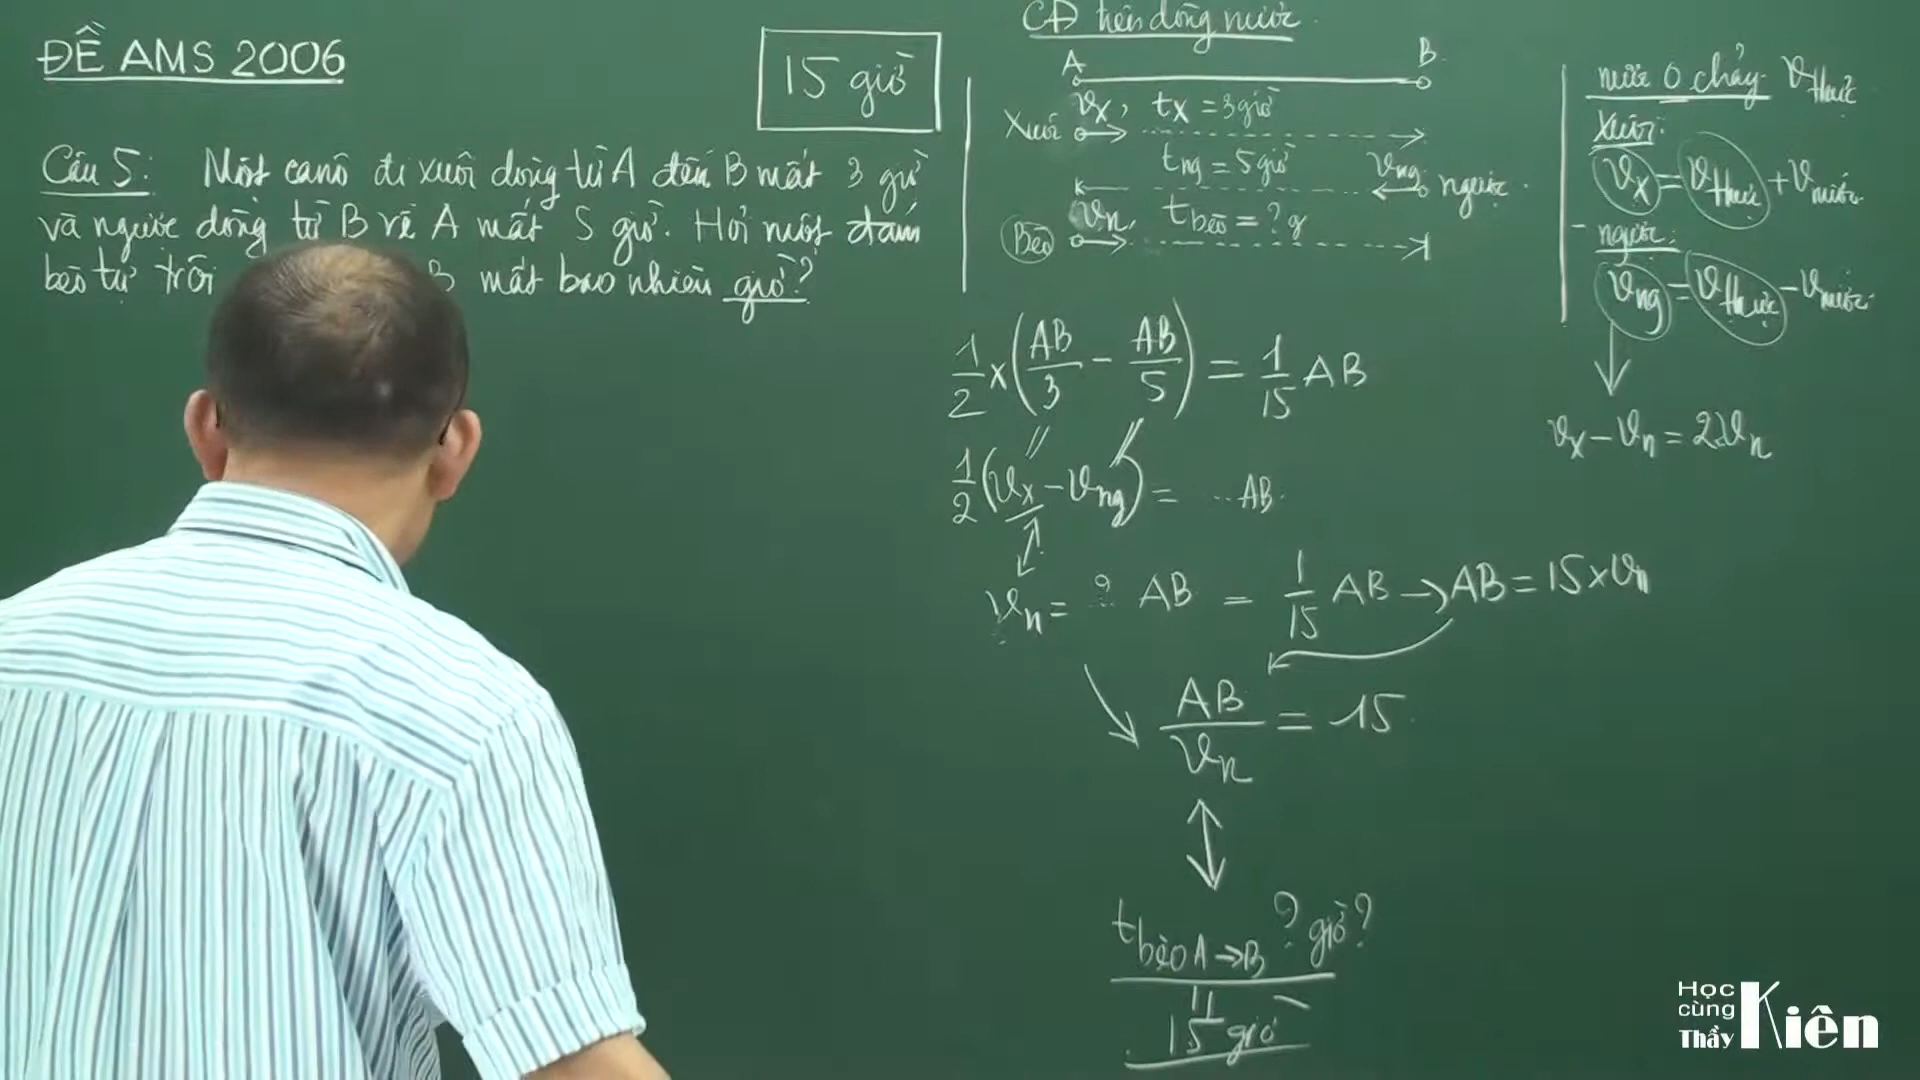 ĐỀ AMS 2006
15 giờ
Câu 5: Một canô đi xuôi dòng từ A đến B mất 3 giờ
và ngược dòng từ B về A mất 5 giờ. Hỏi một đám
bèo tự trôi B mất bao nhiêu giờ?
CĐ trên dòng nước.
A B
Xuôi Vx, tx = 3 giờ
tng = 5 giờ Vng ngược
Bèo Vn, tbèo = ? g
nước 0 chảy Vthực
Xuôi:
Vx = Vthực + Vnước
- ngược:
Vng = Vthực - Vnước
Vx - Vn = 2.Vn
1/2 x (AB/3 - AB/5) = 1/15 AB
1/2 (Vx - Vng) = ... AB.
Vn = ? AB = 1/15 AB → AB = 15 x Vn
AB/Vn = 15
tbèo A→B ? giờ?
15 giờ
Học cùng Thầy Kiên